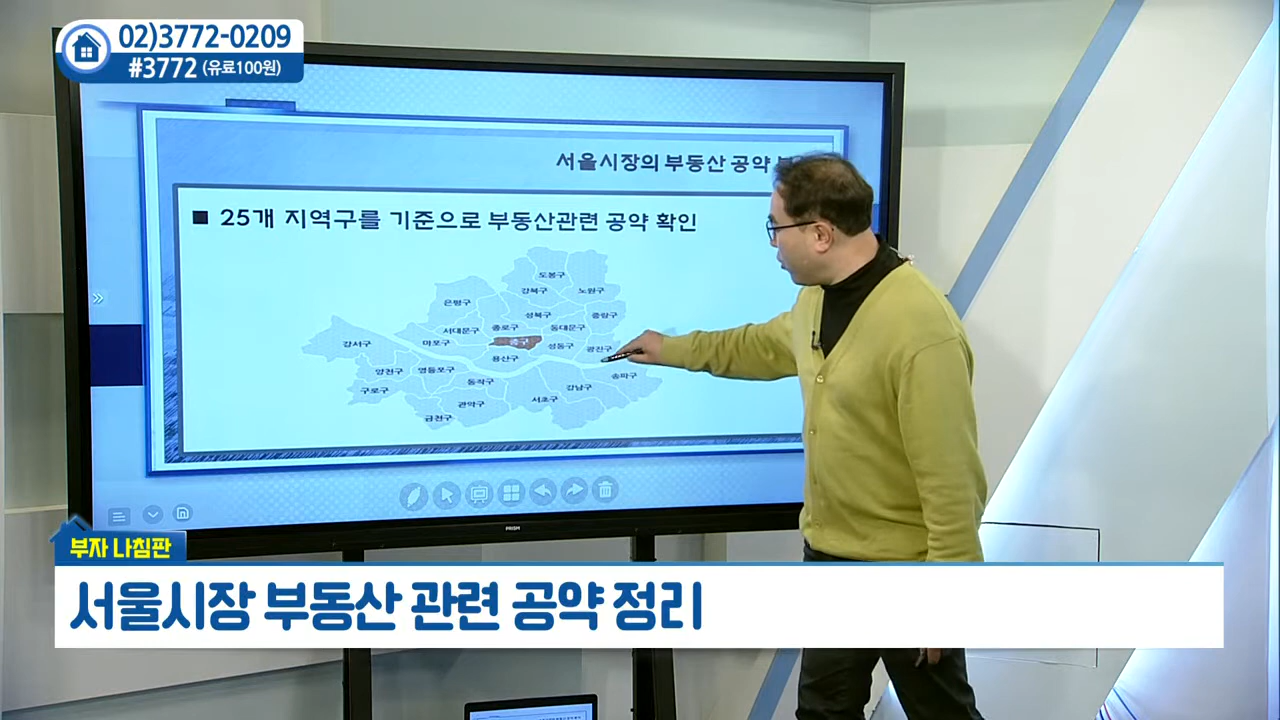 02)3772-0209
#3772 (유료100원)
서울시장의 부동산 공약
■ 25개 지역구를 기준으로 부동산관련 공약 확인
도봉구
강북구 노원구
은평구
성북구 중랑구
서대문구 종로구 동대문구
강서구 마포구 중구 성동구 광진구
용산구
양천구 영등포구 송파구
구로구 동작구 강남구
관악구 서초구
금천구
PRISM
부자 나침판
서울시장 부동산 관련 공약 정리